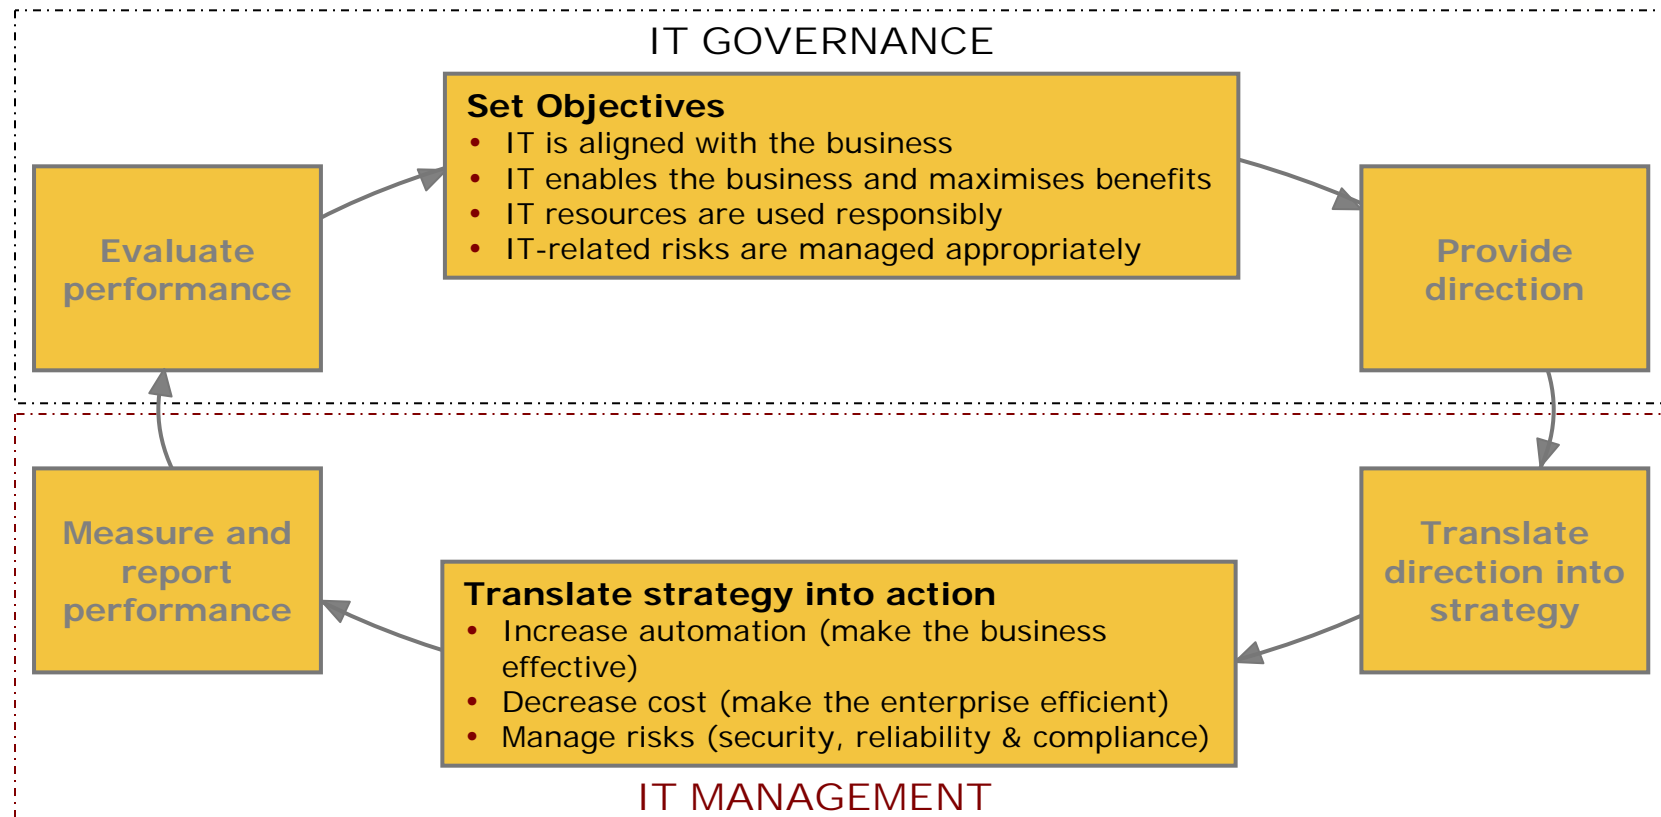 IT GOVERNANCE
Set Objectives
• IT is aligned with the business
• IT enables the business and maximises benefits
• IT resources are used responsibly
• IT-related risks are managed appropriately
Evaluate
performance
Provide
direction
Measure and
report
performance
Translate
direction into
strategy
Translate strategy into action
• Increase automation (make the business
effective)
• Decrease cost (make the enterprise efficient)
• Manage risks (security, reliability & compliance)
IT MANAGEMENT